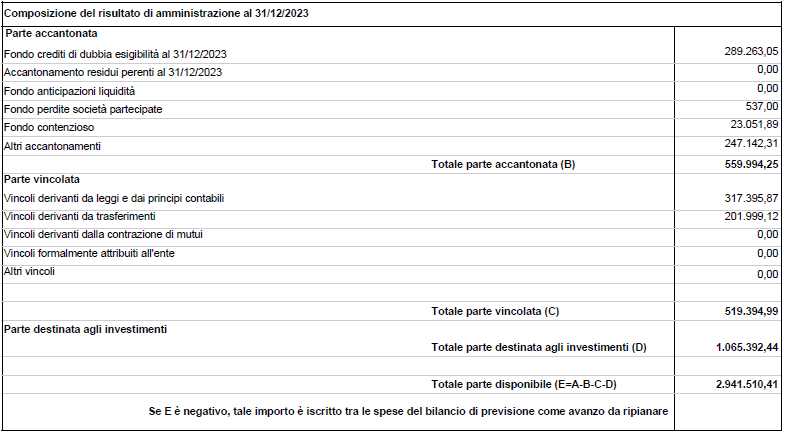 Composizione del risultato di amministrazione al 31/12/2023
Parte accantonata
Fondo crediti di dubbia esigibilità al 31/12/2023 289.263,05
Accantonamento residui perenti al 31/12/2023 0,00
Fondo anticipazioni liquidità 0,00
Fondo perdite società partecipate 537,00
Fondo contenzioso 23.051,89
Altri accantonamenti 247.142,31
Totale parte accantonata (B) 559.994,25
Parte vincolata
Vincoli derivanti da leggi e dai principi contabili 317.395,87
Vincoli derivanti da trasferimenti 201.999,12
Vincoli derivanti dalla contrazione di mutui 0,00
Vincoli formalmente attribuiti all'ente 0,00
Altri vincoli 0,00
Totale parte vincolata (C) 519.394,99
Parte destinata agli investimenti
Totale parte destinata agli investimenti (D) 1.065.392,44
Totale parte disponibile (E=A-B-C-D) 2.941.510,41
Se E è negativo, tale importo è iscritto tra le spese del bilancio di previsione come avanzo da ripianare